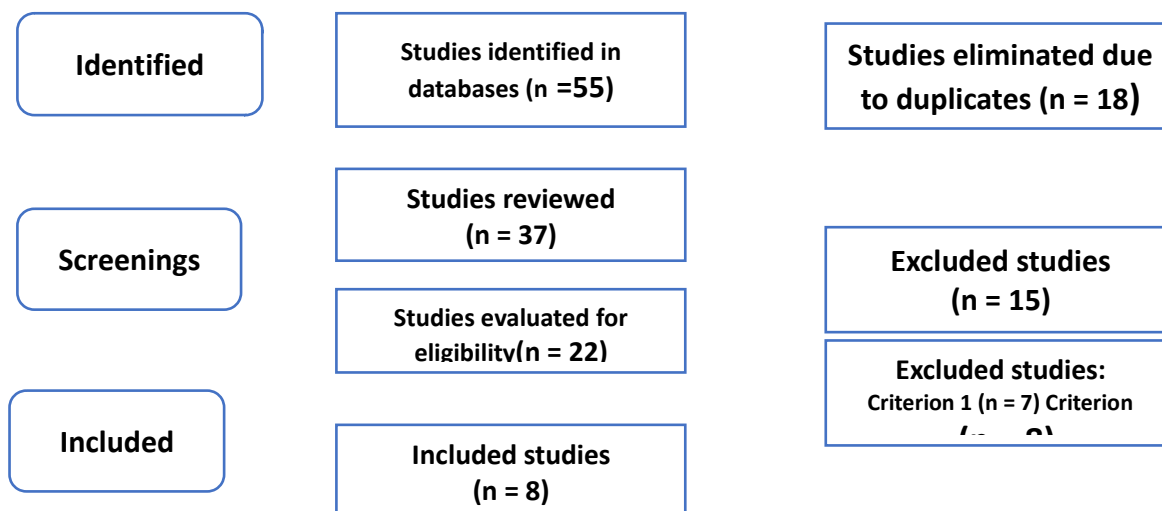 Identified
Studies identified in
databases (n =55)
Studies eliminated due
to duplicates (n = 18)
Screenings
Studies reviewed
(n = 37)
Excluded studies
(n = 15)
Studies evaluated for
eligibility(n = 22)
Excluded studies:
Criterion 1 (n = 7) Criterion
Included
Included studies
(n = 8)